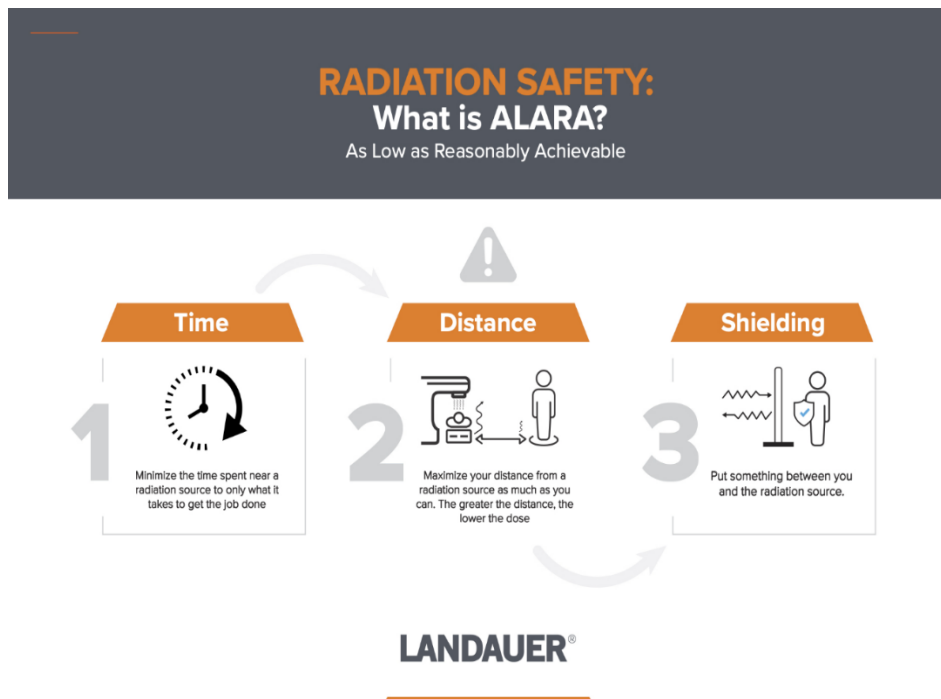 RADIATION SAFETY:
What is ALARA?
As Low as Reasonably Achievable
Time
1
Minimize the time spent near a
radiation source to only what it
takes to get the job done
Distance
2
Maximize your distance from a
radiation source as much as you
can. The greater the distance, the
lower the dose
Shielding
3
Put something between you
and the radiation source.
LANDAUER®